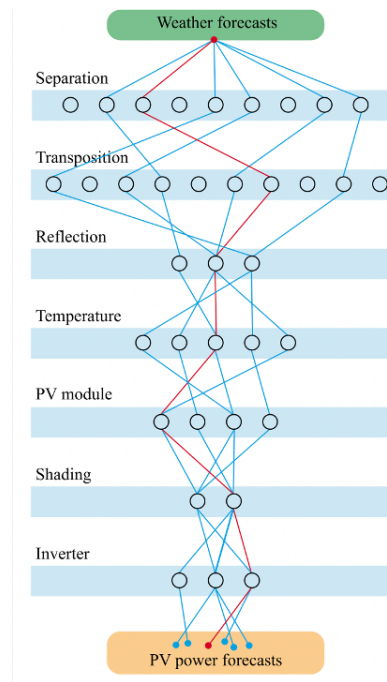 Weather forecasts
Separation
Transposition
Reflection
Temperature
PV module
Shading
Inverter
PV power forecasts